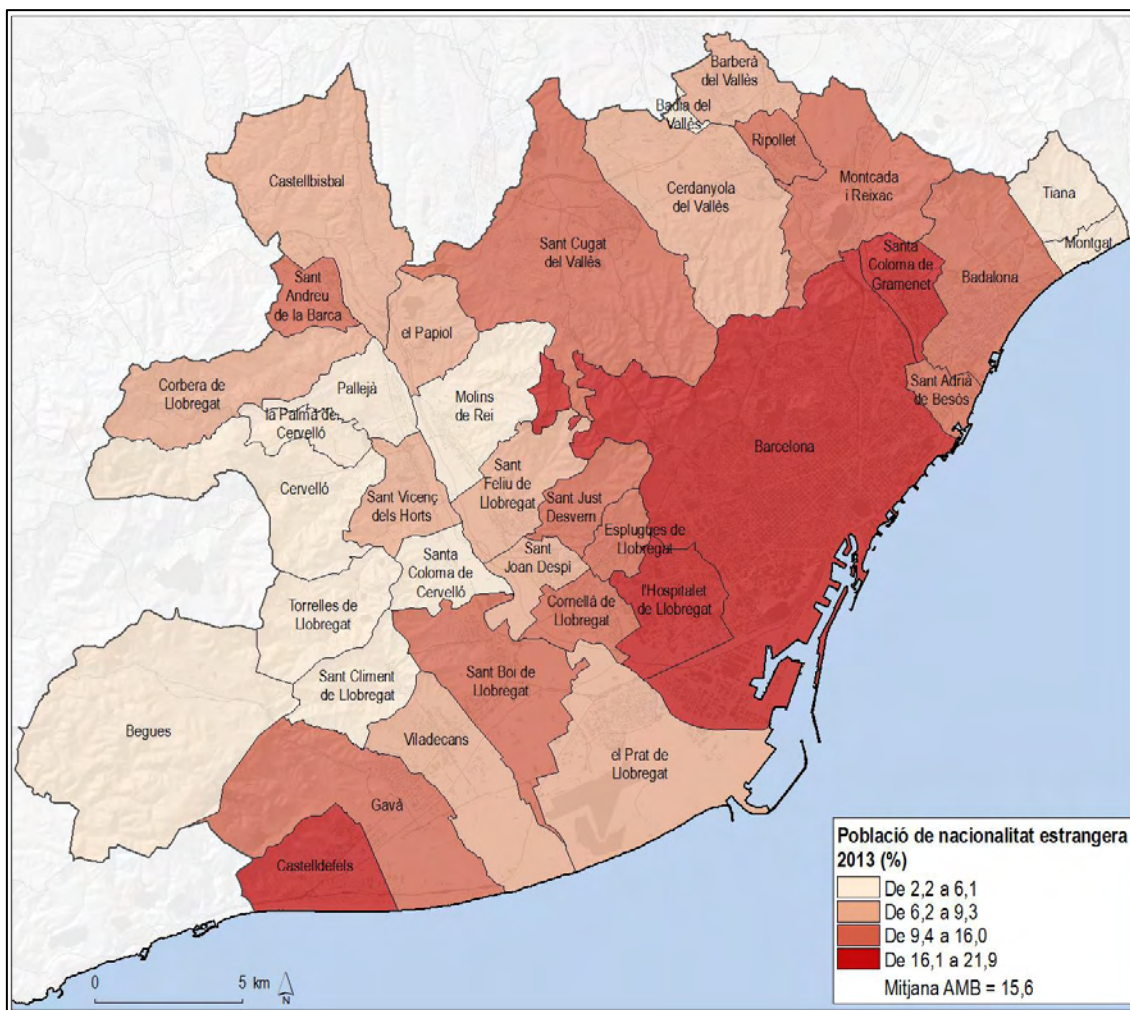 Barberà
del Vallès
Badia del
Vallès
Ripollet
Castellbisbal
Cerdanyola
del Vallès
Montcada
i Reixac
Tiana
Montgat
Sant Cugat
del Vallès
Santa
Coloma de
Gramenet
Badalona
Sant
Andreu
de la Barca
el Papiol
Corbera de
Llobregat
Pallejà
Molins
de Rei
Sant Adrià
de Besòs
la Palma de
Cervelló
Barcelona
Cervelló
Sant Vicenç
dels Horts
Sant
Feliu de
Llobregat
Sant Just
Desvern
Esplugues de
Llobregat
Santa
Coloma de
Cervelló
Sant
Joan Despi
Cornellà de
Llobregat
l'Hospitalet
de Llobregat
Torrelles de
Llobregat
Sant Climent
de Llobregat
Sant Boi de
Llobregat
Begues
Viladecans
el Prat de
Llobregat
Gavà
Castelldefels
Població de nacionalitat estrangera
2013 (%)
De 2,2 a 6,1
De 6,2 a 9,3
De 9,4 a 16,0
De 16,1 a 21,9
Mitjana AMB = 15,6
0 5 km
N